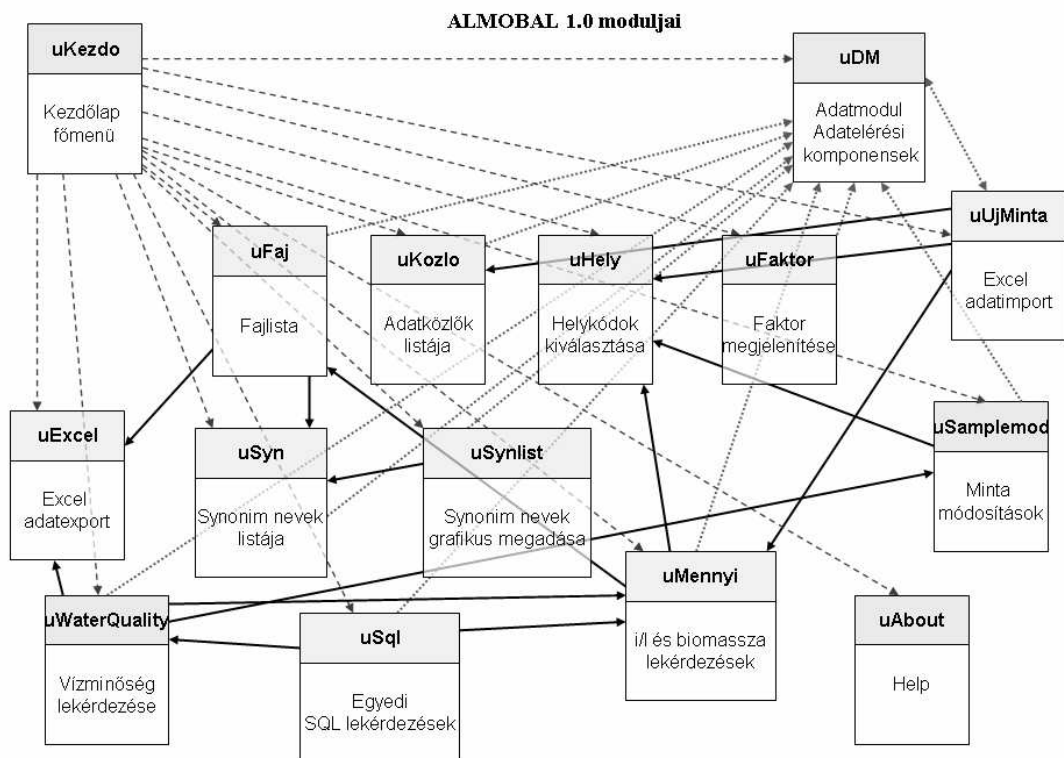 ALMOBAL 1.0 moduljai
uKezdo
Kezdőlap
főmenü
uDM
Adatmodul
Adatelérési
komponensek
uUjMinta
Excel
adatimport
uFaj
Fajlista
uKozlo
Adatközlők
listája
uHely
Helykódok
kiválasztása
uFaktor
Faktor
megjelenítése
uExcel
Excel
adatexport
uSyn
Synonim nevek
listája
uSynlist
Synonim nevek
grafikus megadása
uSamplemod
Minta
módosítások
uWaterQuality
Vízminőség
lekérdezése
uSql
Egyedi
SQL lekérdezések
uMennyi
i/l és biomassza
lekérdezések
uAbout
Help